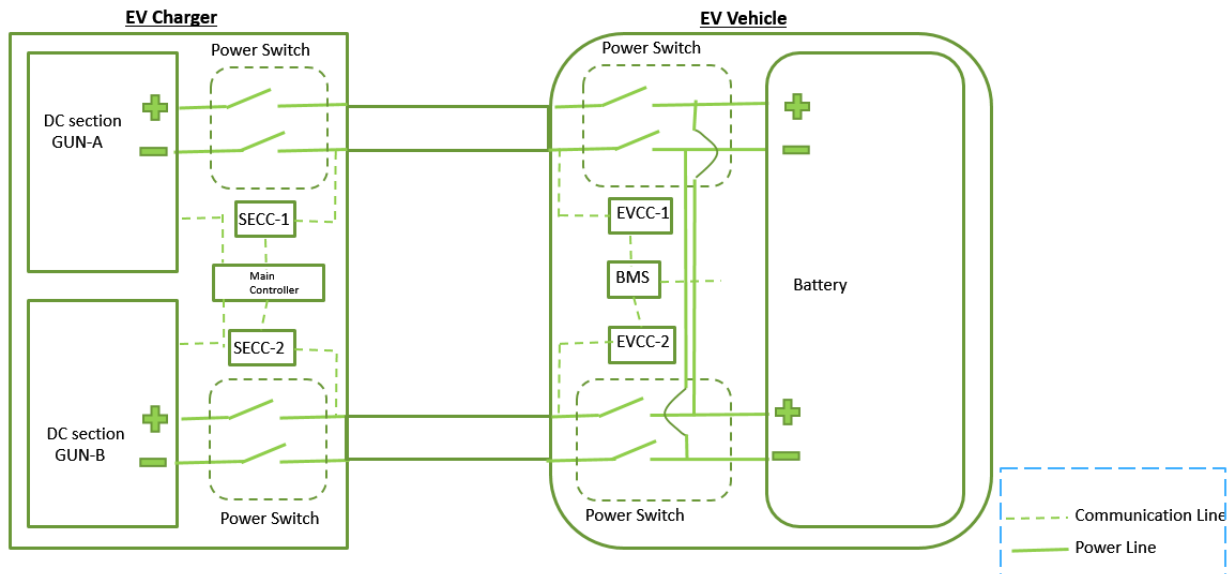 EV Charger
EV Vehicle
Power Switch
Power Switch
DC section
GUN-A
SECC-1
EVCC-1
Main
Controller
BMS
Battery
SECC-2
EVCC-2
DC section
GUN-B
Power Switch
Power Switch
Communication Line
Power Line